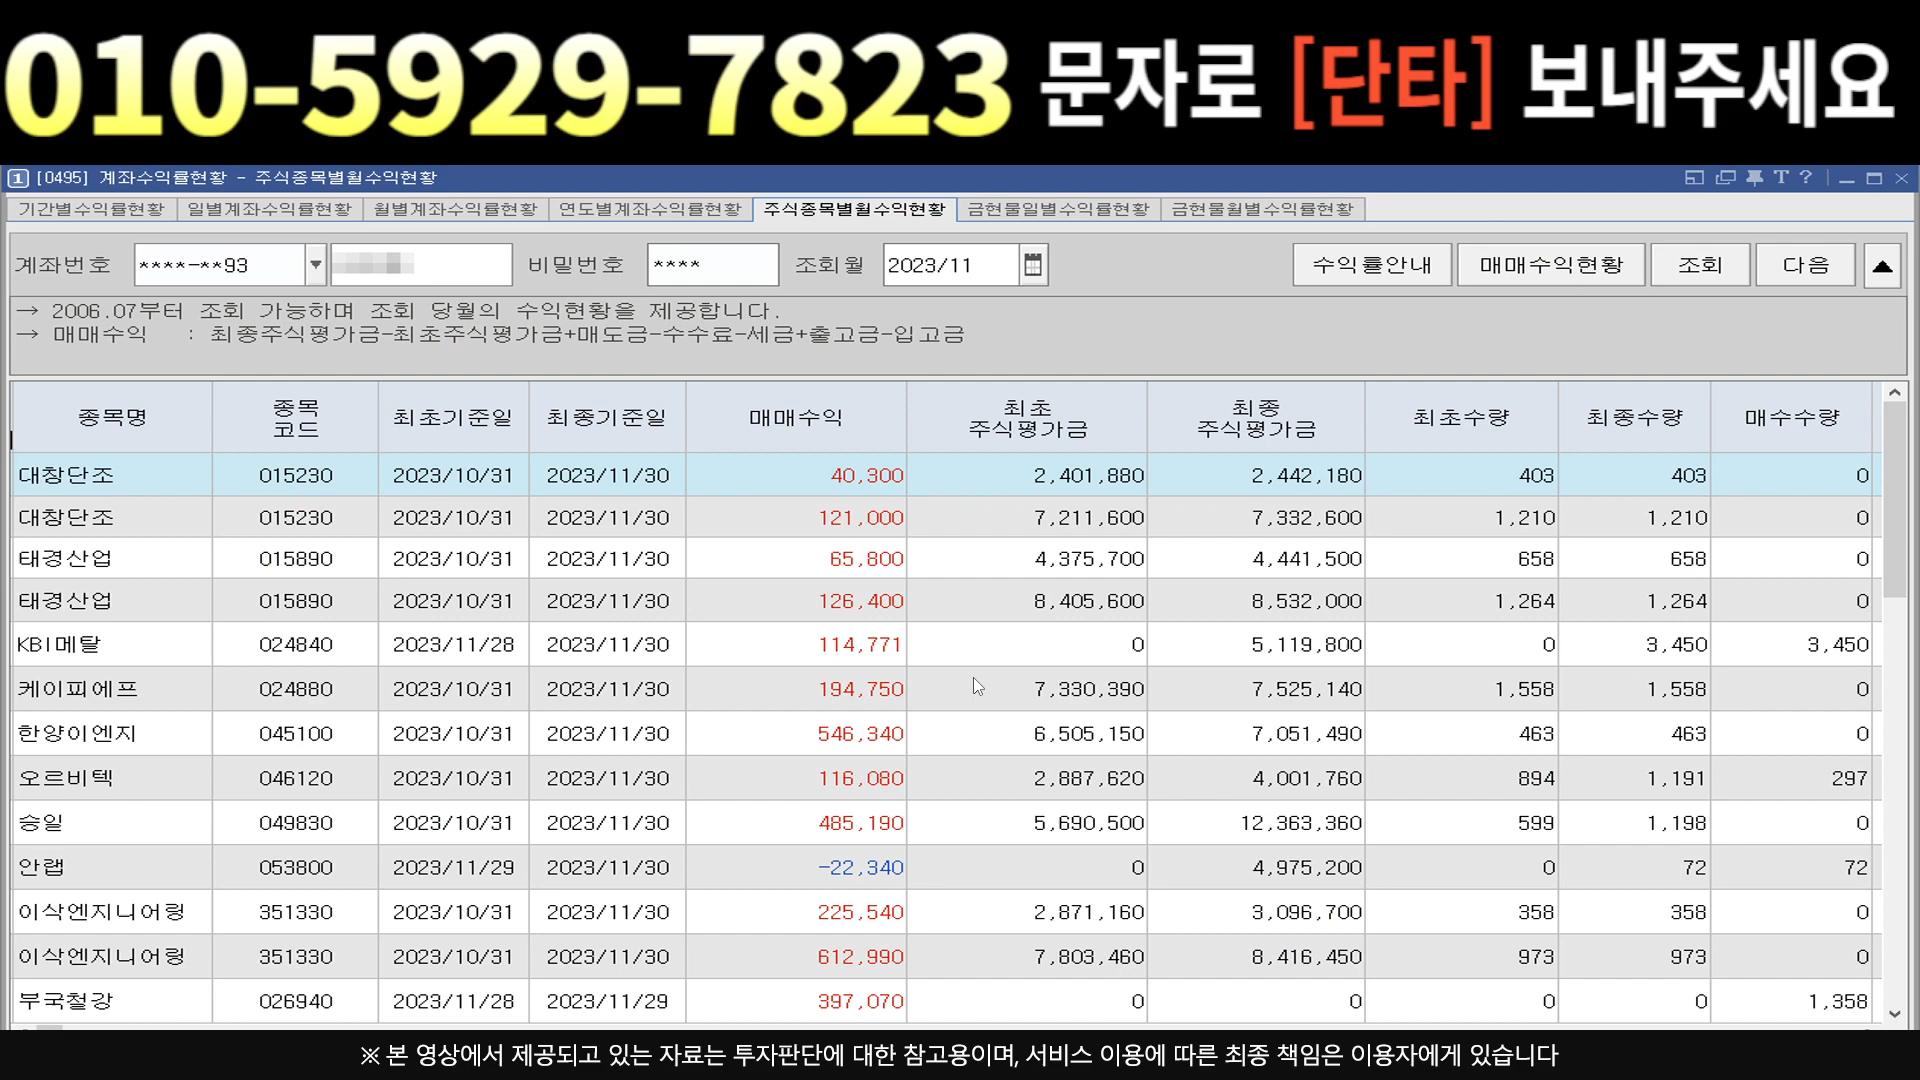 010-5929-7823 문자로 [단타] 보내주세요
1 [0495] 계좌수익률현황 - 주식종목별월수익현황 T ?
기간별수익률현황 일별계좌수익률현황 월별계좌수익률현황 연도별계좌수익률현황 주식종목별월수익현황 금현물일별수익률현황 금현물월별수익률현황
계좌번호 ****-**93 비밀번호 **** 조회월 2023/11 수익률안내 매매수익현황 조회 다음 ▲
→ 2006.07부터 조회 가능하며 조회 당월의 수익현황을 제공합니다.
→ 매매수익 : 최종주식평가금-최초주식평가금+매도금-수수료-세금+출고금-입고금
종목명 종목코드 최초기준일 최종기준일 매매수익 최초주식평가금 최종주식평가금 최초수량 최종수량 매수수량
대창단조 015230 2023/10/31 2023/11/30 40,300 2,401,880 2,442,180 403 403 0
대창단조 015230 2023/10/31 2023/11/30 121,000 7,211,600 7,332,600 1,210 1,210 0
태경산업 015890 2023/10/31 2023/11/30 65,800 4,375,700 4,441,500 658 658 0
태경산업 015890 2023/10/31 2023/11/30 126,400 8,405,600 8,532,000 1,264 1,264 0
KBI메탈 024840 2023/11/28 2023/11/30 114,771 0 5,119,800 0 3,450 3,450
케이피에프 024880 2023/10/31 2023/11/30 194,750 7,330,390 7,525,140 1,558 1,558 0
한양이엔지 045100 2023/10/31 2023/11/30 546,340 6,505,150 7,051,490 463 463 0
오르비텍 046120 2023/10/31 2023/11/30 116,080 2,887,620 4,001,760 894 1,191 297
승일 049830 2023/10/31 2023/11/30 485,190 5,690,500 12,363,360 599 1,198 0
안랩 053800 2023/11/29 2023/11/30 -22,340 0 4,975,200 0 72 72
이삭엔지니어링 351330 2023/10/31 2023/11/30 225,540 2,871,160 3,096,700 358 358 0
이삭엔지니어링 351330 2023/10/31 2023/11/30 612,990 7,803,460 8,416,450 973 973 0
부국철강 026940 2023/11/28 2023/11/29 397,070 0 0 0 0 1,358
※ 본 영상에서 제공되고 있는 자료는 투자판단에 대한 참고용이며, 서비스 이용에 따른 최종 책임은 이용자에게 있습니다